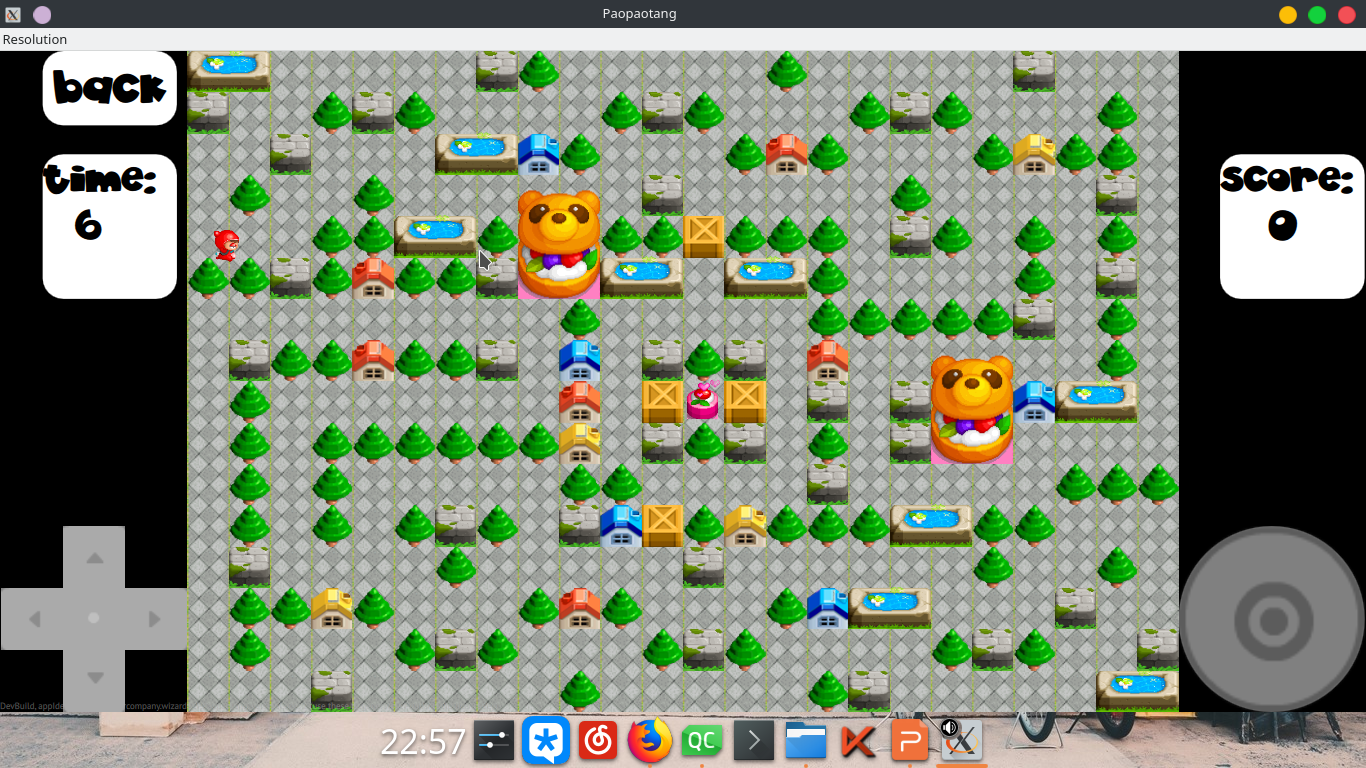 Paopaotang
Resolution
back
time:
6
score:
0
22:57
QC